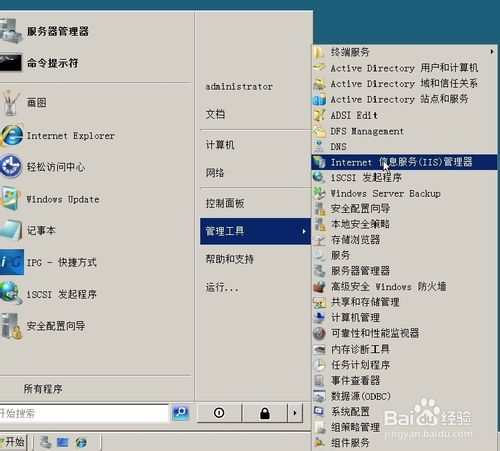 服务器管理器
命令提示符
画图
Internet Explorer
轻松访问中心
Windows Update
记事本
IPG - 快捷方式
iSCSI 发起程序
安全配置向导
所有程序
开始搜索
开始
administrator
文档
计算机
网络
控制面板
管理工具
帮助和支持
运行...
终端服务
Active Directory 用户和计算机
Active Directory 域和信任关系
Active Directory 站点和服务
ADSI Edit
DFS Management
DNS
Internet 信息服务(IIS)管理器
iSCSI 发起程序
Windows Server Backup
安全配置向导
本地安全策略
存储浏览器
服务
服务器管理器
高级安全 Windows 防火墙
共享和存储管理
计算机管理
可靠性和性能监视器
内存诊断工具
任务计划程序
事件查看器
数据源(ODBC)
系统配置
组策略管理
组件服务
Baidu 经验
jingyan.baidu.com